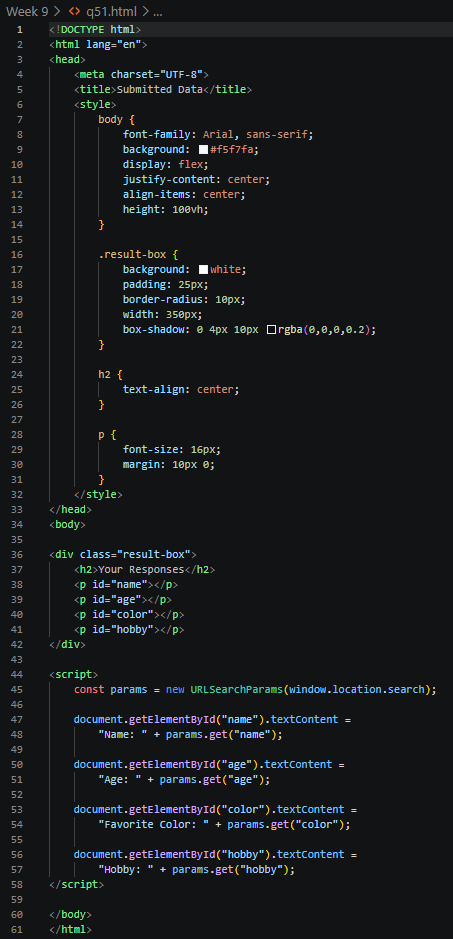 Week 9 > <> q51.html > ...
1 <!DOCTYPE html>
2 <html lang="en">
3 <head>
4     <meta charset="UTF-8">
5     <title>Submitted Data</title>
6     <style>
7         body {
8             font-family: Arial, sans-serif;
9             background: #f5f7fa;
10             display: flex;
11             justify-content: center;
12             align-items: center;
13             height: 100vh;
14         }
15
16         .result-box {
17             background: white;
18             padding: 25px;
19             border-radius: 10px;
20             width: 350px;
21             box-shadow: 0 4px 10px rgba(0,0,0,0.2);
22         }
23
24         h2 {
25             text-align: center;
26         }
27
28         p {
29             font-size: 16px;
30             margin: 10px 0;
31         }
32     </style>
33 </head>
34 <body>
35
36 <div class="result-box">
37     <h2>Your Responses</h2>
38     <p id="name"></p>
39     <p id="age"></p>
40     <p id="color"></p>
41     <p id="hobby"></p>
42 </div>
43
44 <script>
45     const params = new URLSearchParams(window.location.search);
46
47     document.getElementById("name").textContent =
48         "Name: " + params.get("name");
49
50     document.getElementById("age").textContent =
51         "Age: " + params.get("age");
52
53     document.getElementById("color").textContent =
54         "Favorite Color: " + params.get("color");
55
56     document.getElementById("hobby").textContent =
57         "Hobby: " + params.get("hobby");
58 </script>
59
60 </body>
61 </html>